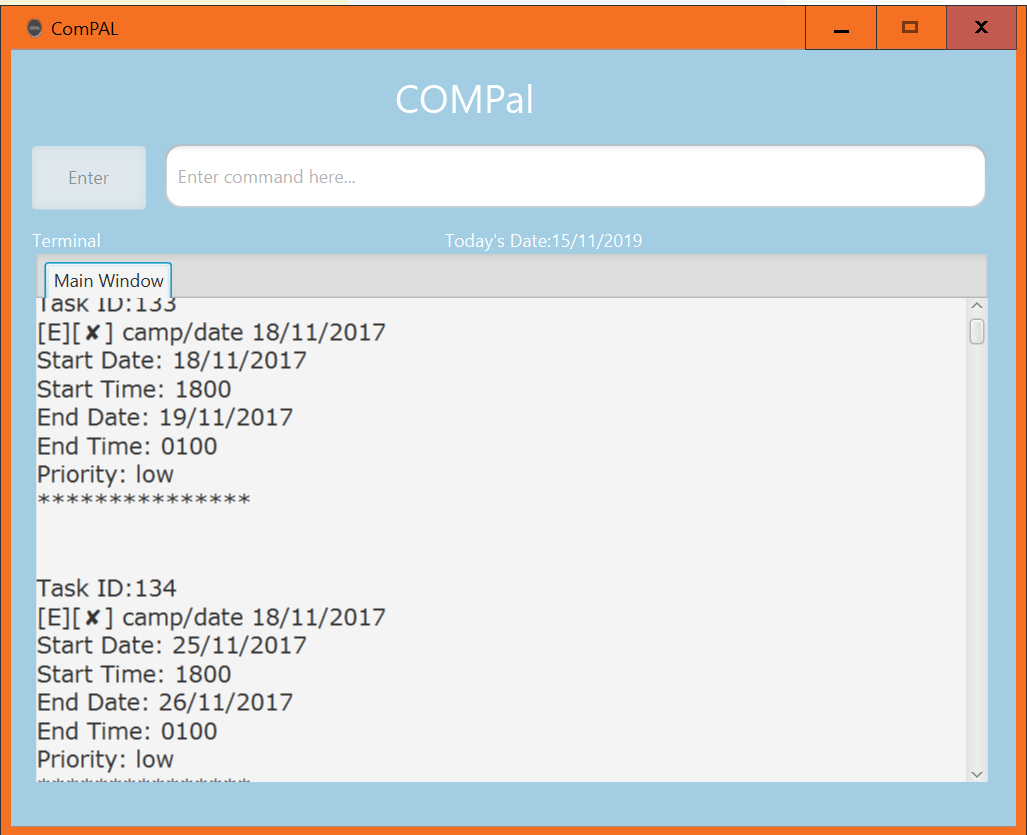 ComPAL
COMPal
Enter
Enter command here...
Terminal
Today's Date:15/11/2019
Main Window
Task ID:133
[E][✘] camp/date 18/11/2017
Start Date: 18/11/2017
Start Time: 1800
End Date: 19/11/2017
End Time: 0100
Priority: low
***************
Task ID:134
[E][✘] camp/date 18/11/2017
Start Date: 25/11/2017
Start Time: 1800
End Date: 26/11/2017
End Time: 0100
Priority: low
***************